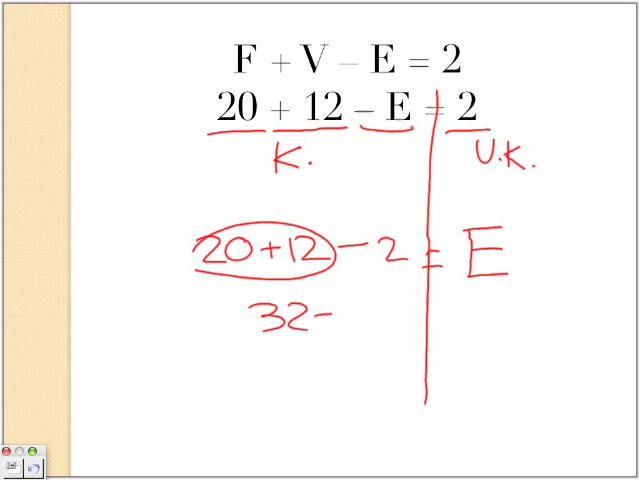 F + V – E = 2
20 + 12 – E = 2
K. U.K.
20+12 – 2 = E
32 –